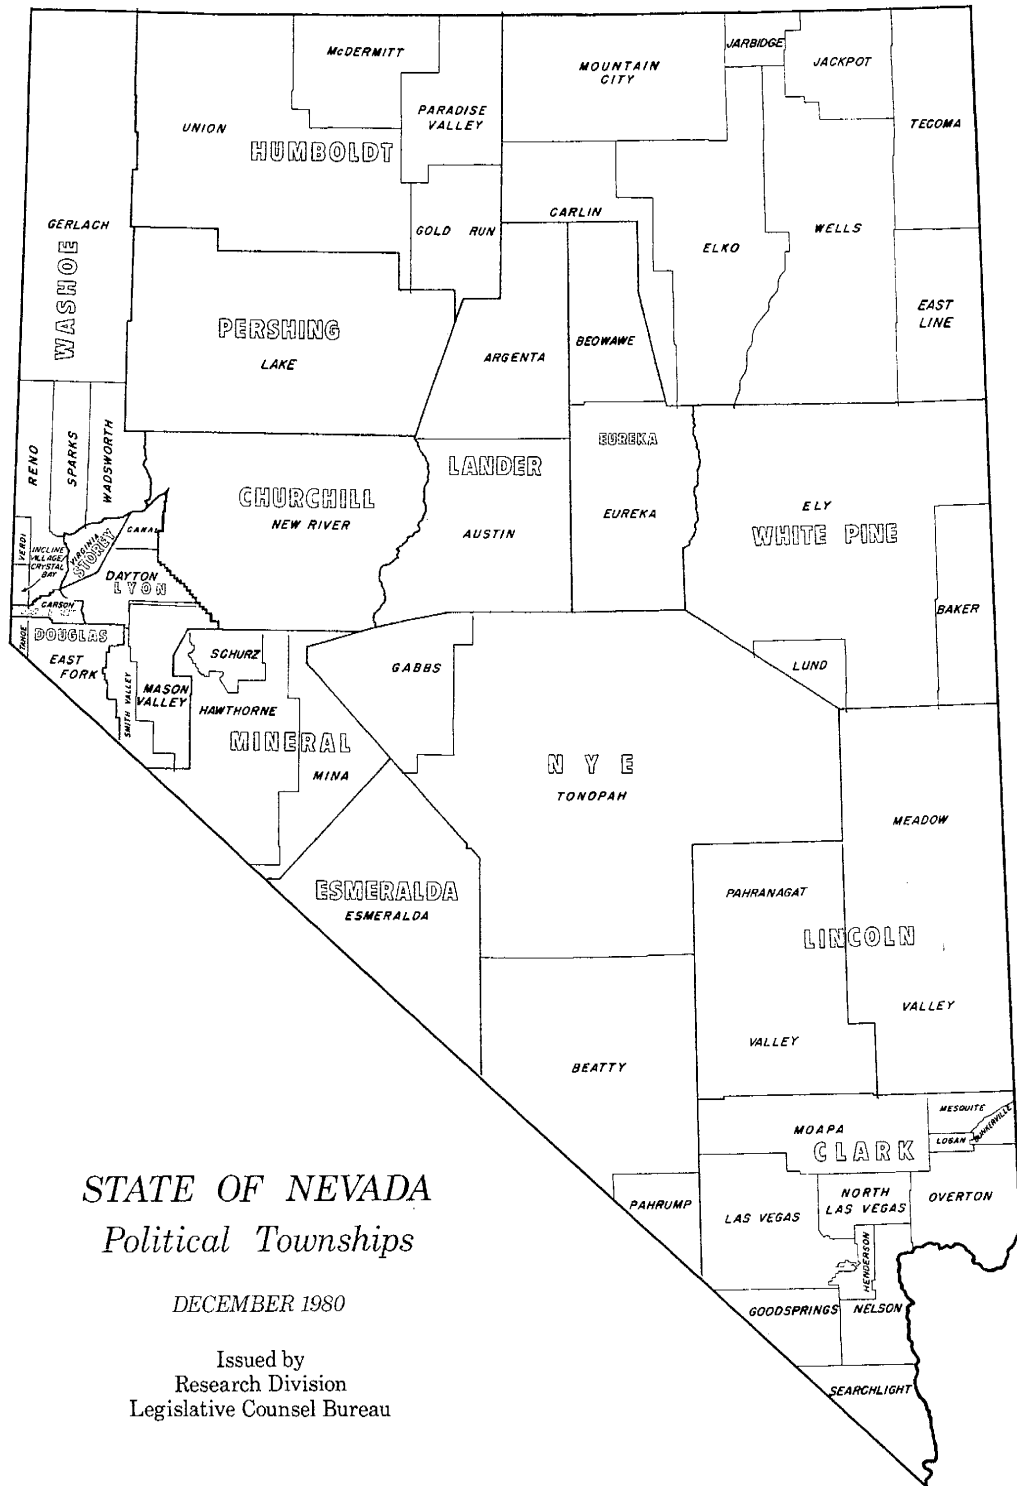 McDERMITT
JARBIDGE
MOUNTAIN
CITY
JACKPOT
PARADISE
VALLEY
UNION
TECOMA
HUMBOLDT
GERLACH
CARLIN
GOLD RUN
WELLS
ELKO
WASHOE
EAST
LINE
PERSHING
LAKE
ARGENTA
BEOWAWE
RENO
SPARKS
WADSWORTH
EUREKA
LANDER
CHURCHILL
NEW RIVER
EUREKA
ELY
WHITE PINE
AUSTIN
VERDI
INCLINE
VILLAGE/
CRYSTAL
BAY
VIRGINIA
STOREY
CANAL
DAYTON
LYON
CARSON
BAKER
TAHOE
DOUGLAS
EAST
FORK
SCHURZ
GABBS
LUND
SMITH VALLEY
MASON
VALLEY
HAWTHORNE
MINERAL
MINA
NYE
TONOPAH
MEADOW
VALLEY
PAHRANAGAT
VALLEY
ESMERALDA
ESMERALDA
LINCOLN
BEATTY
MOAPA
CLARK
MESQUITE
BUNKERVILLE
LOGAN
PAHRUMP
LAS VEGAS
NORTH
LAS VEGAS
OVERTON
HENDERSON
GOODSPRINGS
NELSON
SEARCHLIGHT
STATE OF NEVADA
Political Townships
DECEMBER 1980
Issued by
Research Division
Legislative Counsel Bureau